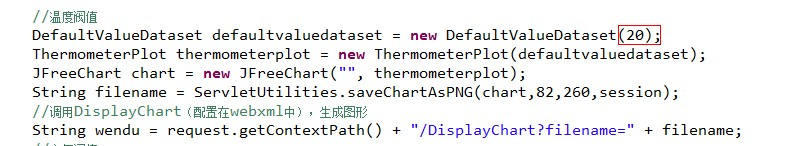 //温度阀值
DefaultValueDataset defaultvaluedataset = new DefaultValueDataset(20);
ThermometerPlot thermometerplot = new ThermometerPlot(defaultvaluedataset);
JFreeChart chart = new JFreeChart("", thermometerplot);
String filename = ServletUtilities.saveChartAsPNG(chart,82,260,session);
//调用DisplayChart（配置在webxml中），生成图形
String wendu = request.getContextPath() + "/DisplayChart?filename=" + filename;